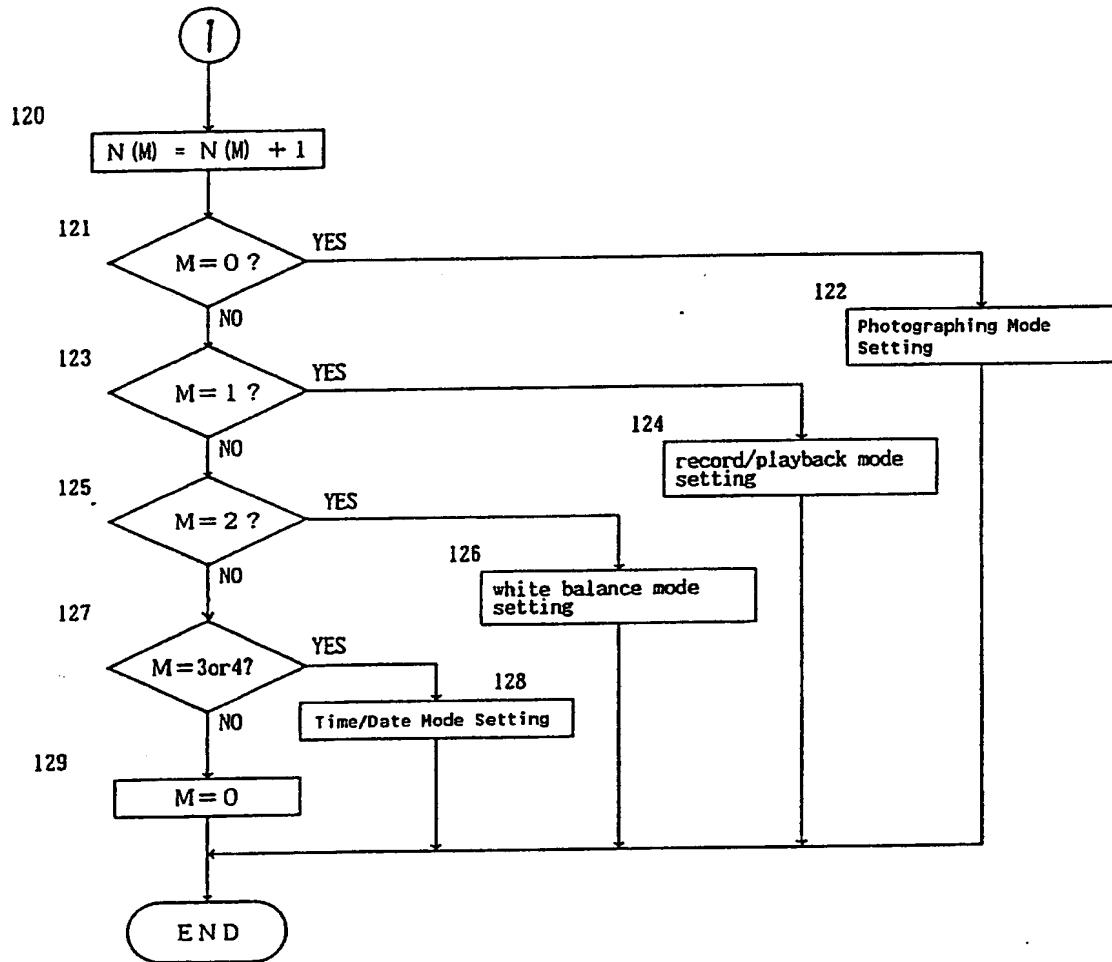 1
120
N(M) = N(M) + 1
121
M=0?
YES
NO
122
Photographing Mode
Setting
123
M=1?
YES
NO
124
record/playback mode
setting
125
M=2?
YES
NO
126
white balance mode
setting
127
M=3or4?
YES
NO
128
Time/Date Mode Setting
129
M=0
END